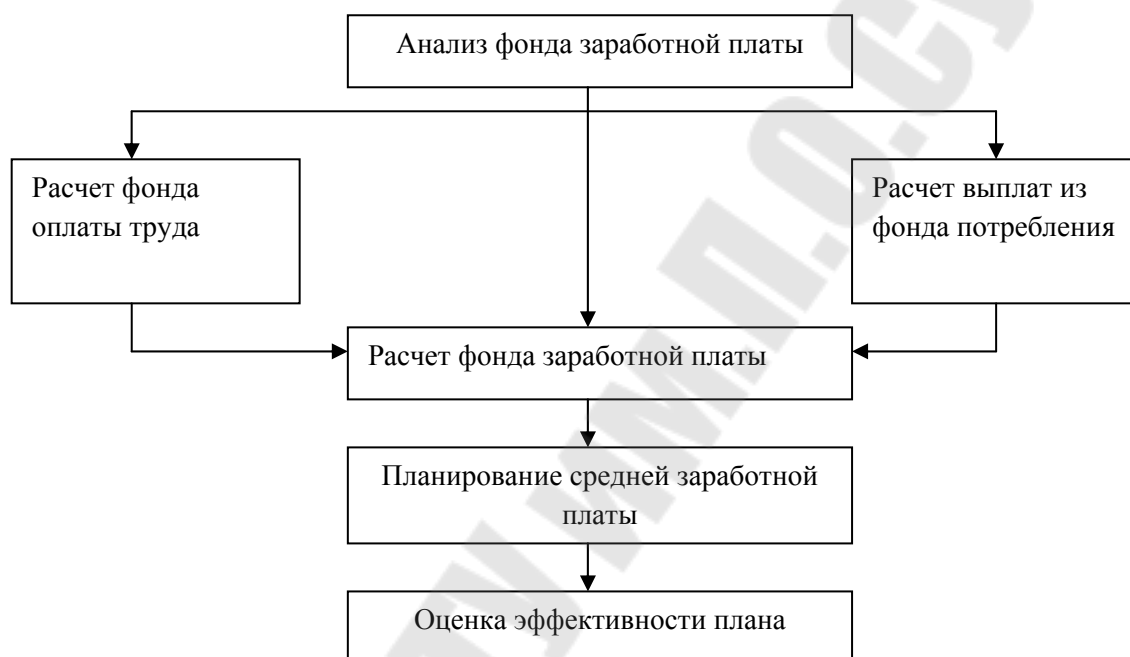 Анализ фонда заработной платы
Расчет фонда
оплаты труда
Расчет выплат из
фонда потребления
Расчет фонда заработной платы
Планирование средней заработной
платы
Оценка эффективности плана